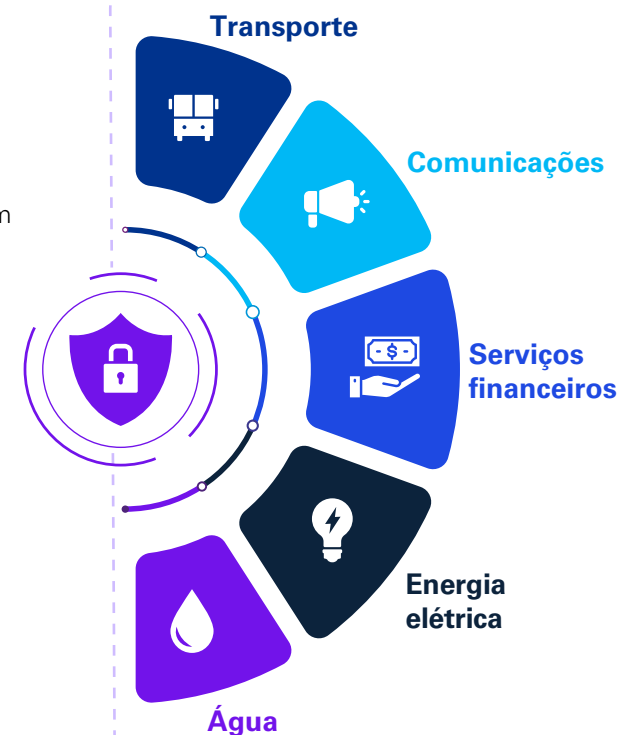 Transporte
Comunicações
m
Serviços
financeiros
Energia
elétrica
Água